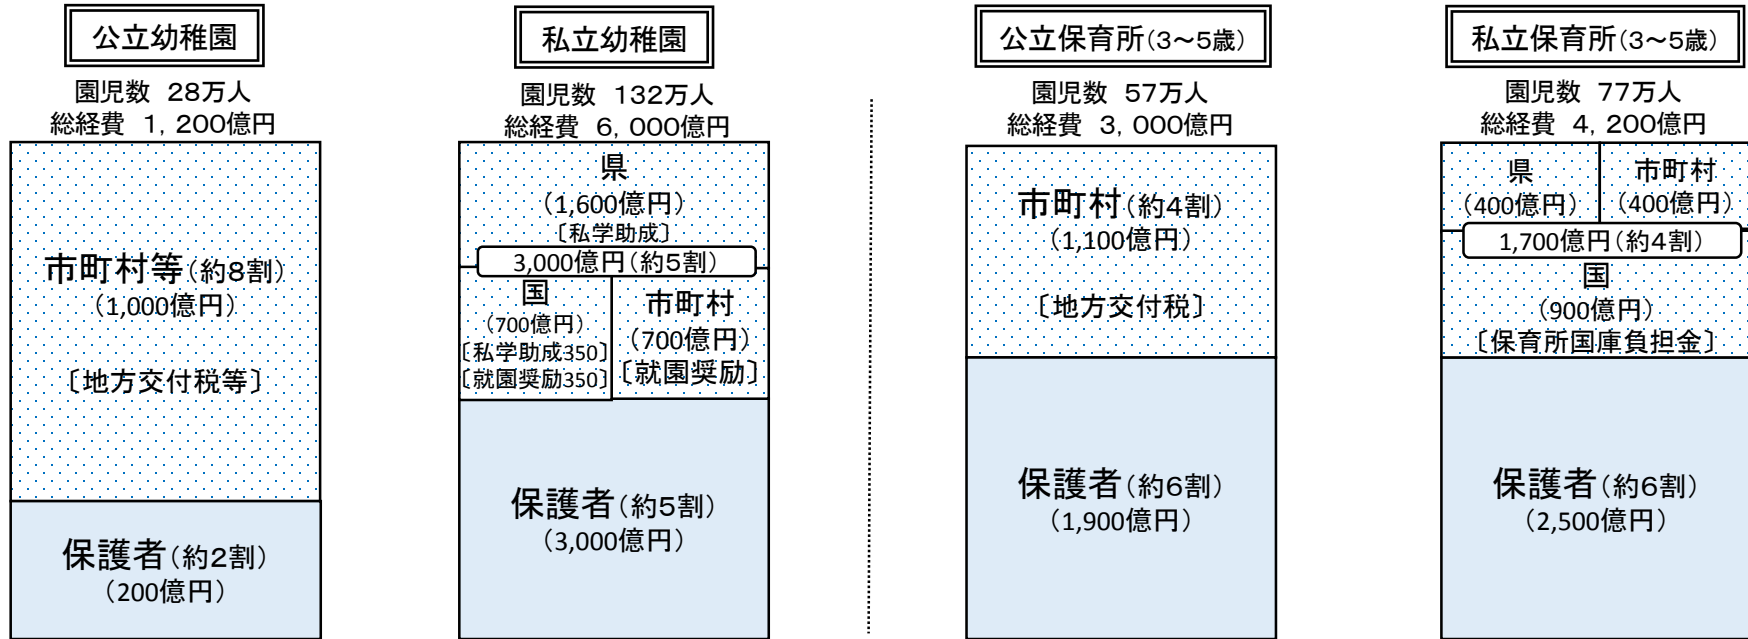 公立幼稚園
園児数 28万人
総経費 1,200億円
市町村等(約8割)
(1,000億円)
〔地方交付税等〕
保護者(約2割)
(200億円)
私立幼稚園
園児数 132万人
総経費 6,000億円
県
(1,600億円)
〔私学助成〕
3,000億円(約5割)
国
(700億円)
〔私学助成350〕
〔就園奨励350〕
市町村
(700億円)
〔就園奨励〕
保護者(約5割)
(3,000億円)
公立保育所(3~5歳)
園児数 57万人
総経費 3,000億円
市町村(約4割)
(1,100億円)
〔地方交付税〕
保護者(約6割)
(1,900億円)
私立保育所(3~5歳)
園児数 77万人
総経費 4,200億円
県
(400億円)
市町村
(400億円)
1,700億円(約4割)
国
(900億円)
〔保育所国庫負担金〕
保護者(約6割)
(2,500億円)